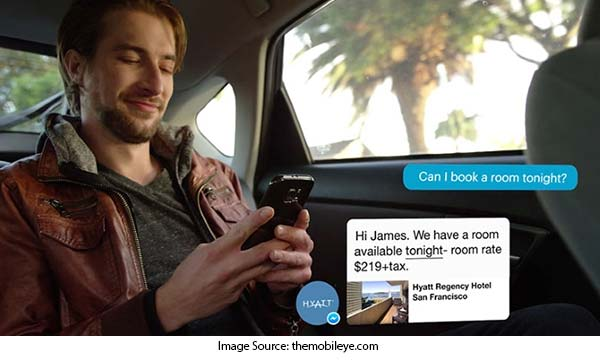 Can I book a room tonight?
Hi James. We have a room
available tonight- room rate
$219+tax.
Hyatt Regency Hotel
San Francisco
HYATT
Image Source: themobileye.com